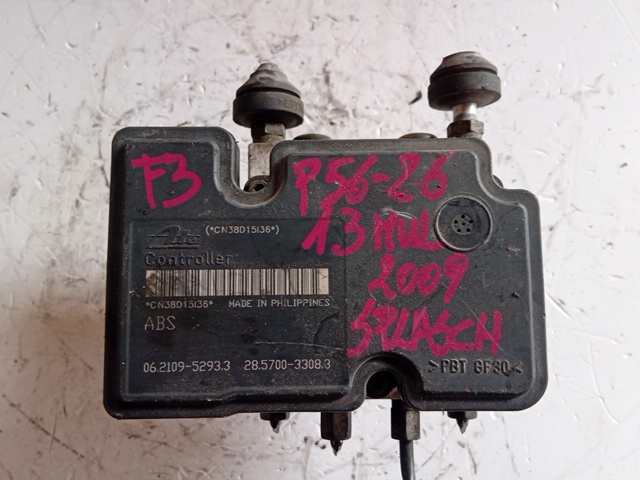 F3
P56-26
1.3 MUL
2009
SPLASCH
(*CN38D15I36*)
Ate
Controller
*CN38D15I36* MADE IN PHILIPPINES
ABS
06.2109-5293.3 28.5700-3308.3
>PBT GF30<